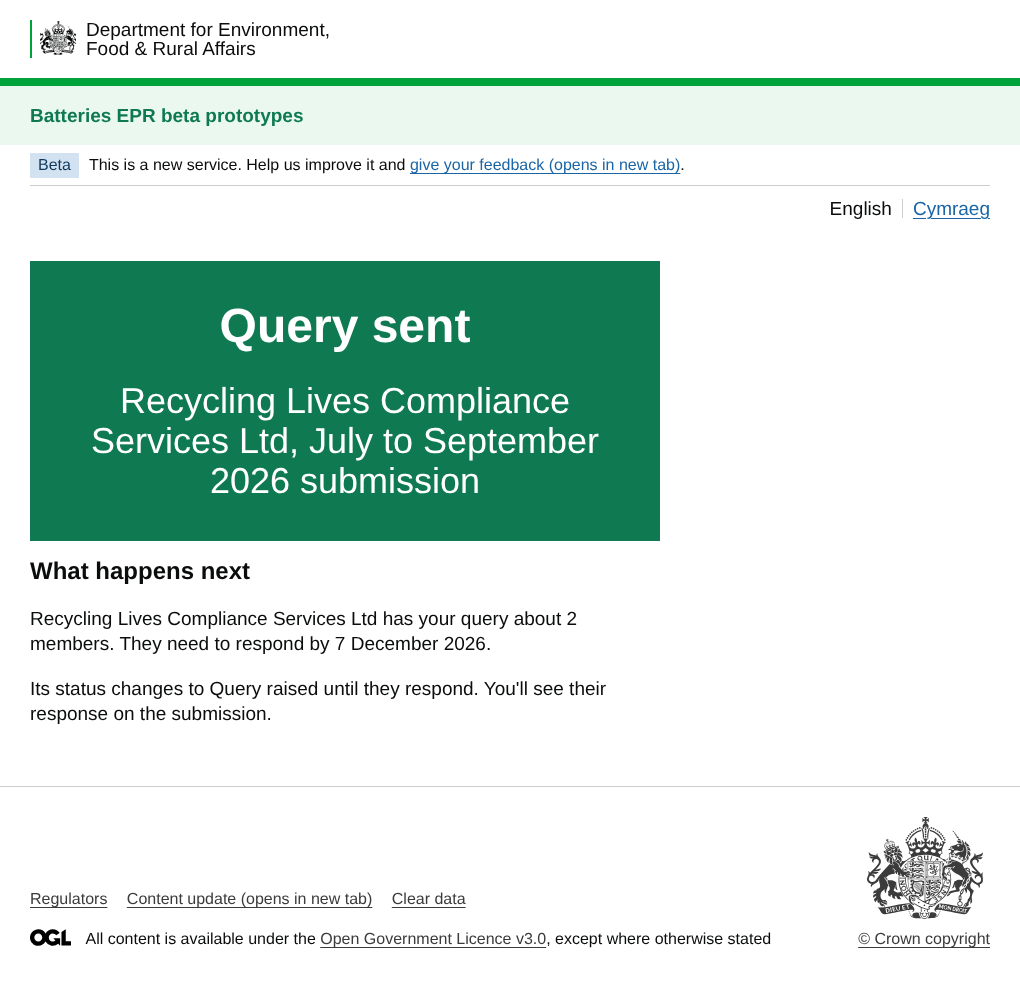 Department for Environment,
Food & Rural Affairs
Batteries EPR beta prototypes
Beta This is a new service. Help us improve it and give your feedback (opens in new tab).
English Cymraeg
Query sent
Recycling Lives Compliance
Services Ltd, July to September
2026 submission
What happens next
Recycling Lives Compliance Services Ltd has your query about 2
members. They need to respond by 7 December 2026.
Its status changes to Query raised until they respond. You'll see their
response on the submission.
Regulators Content update (opens in new tab) Clear data
OGL All content is available under the Open Government Licence v3.0, except where otherwise stated
© Crown copyright